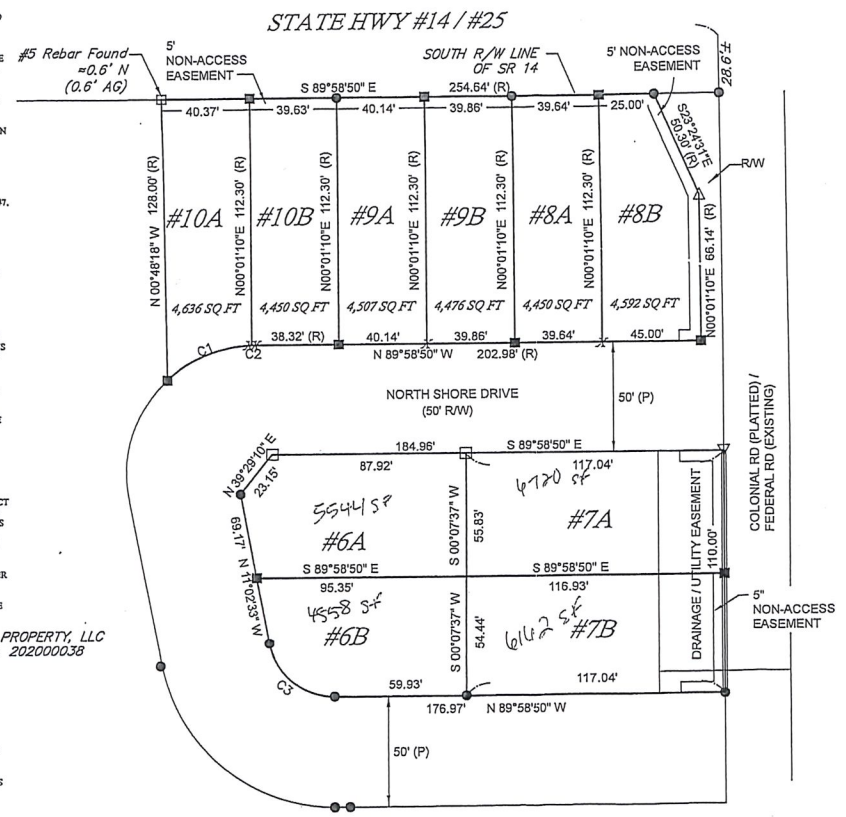 STATE HWY #14 / #25
#5 Rebar Found
≈0.6' N
(0.6' AG)
5'
NON-ACCESS
EASEMENT
SOUTH R/W LINE
OF SR 14
5' NON-ACCESS
EASEMENT
28.6'±
S 89°58'50" E
254.64' (R)
40.37'
39.63'
40.14'
39.86'
39.64'
25.00'
S23°24'31"E
50.30' (R)
R/W
N 00°48'18" W 128.00' (R)
#10A
N00°01'10"E 112.30' (R)
#10B
N00°01'10"E 112.30' (R)
#9A
N00°01'10"E 112.30' (R)
#9B
N00°01'10"E 112.30' (R)
#8A
N00°01'10"E 112.30' (R)
#8B
N00°01'10"E 66.14' (R)
4,636 SQ FT
4,450 SQ FT
4,507 SQ FT
4,476 SQ FT
4,450 SQ FT
4,592 SQ FT
C1
C2
38.32' (R)
40.14'
39.86'
39.64'
45.00'
N 89°58'50" W
202.98' (R)
NORTH SHORE DRIVE
(50' R/W)
50' (P)
COLONIAL RD (PLATTED) /
FEDERAL RD (EXISTING)
184.96'
S 89°58'50" E
N 39°29'10" E
23.15'
87.92'
117.04'
5541 SF
6720 SF
#6A
#7A
55.83'
S 00°07'37" W
DRAINAGE / UTILITY EASEMENT
110.00'
69.17' N 11°02'33" W
S 89°58'50" E
95.35'
S 89°58'50" E
116.93'
4558 SF
6162 SF
#6B
#7B
S 00°07'37" W
54.44'
5"
NON-ACCESS
EASEMENT
PROPERTY, LLC
202000038
C3
59.93'
117.04'
176.97'
N 89°58'50" W
50' (P)